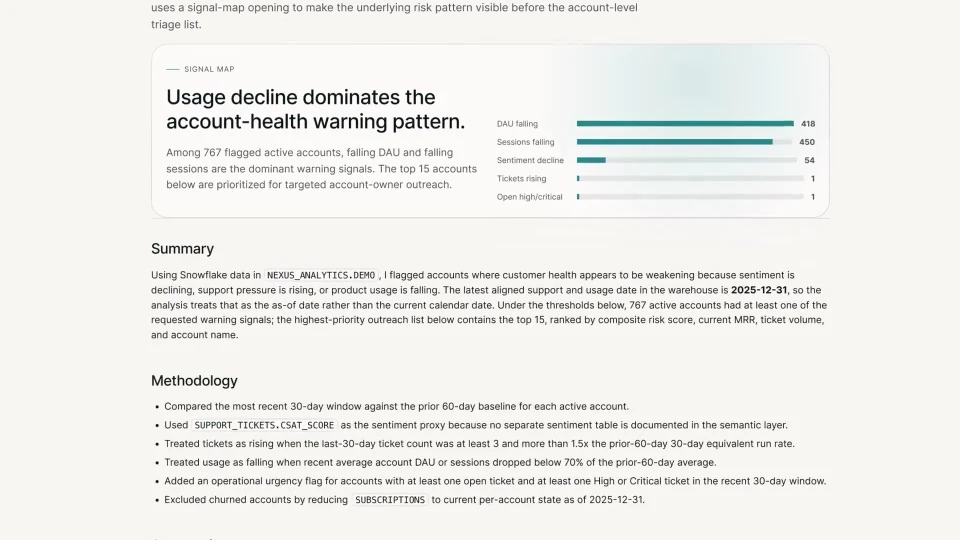 uses a signal-map opening to make the underlying risk pattern visible before the account-level
triage list.
SIGNAL MAP
Usage decline dominates the
account-health warning pattern.
Among 767 flagged active accounts, falling DAU and falling
sessions are the dominant warning signals. The top 15 accounts
below are prioritized for targeted account-owner outreach.
DAU falling 418
Sessions falling 450
Sentiment decline 54
Tickets rising 1
Open high/critical 1
Summary
Using Snowflake data in NEXUS_ANALYTICS.DEMO, I flagged accounts where customer health appears to be weakening because sentiment is
declining, support pressure is rising, or product usage is falling. The latest aligned support and usage date in the warehouse is 2025-12-31, so the
analysis treats that as the as-of date rather than the current calendar date. Under the thresholds below, 767 active accounts had at least one of the
requested warning signals; the highest-priority outreach list below contains the top 15, ranked by composite risk score, current MRR, ticket volume,
and account name.
Methodology
• Compared the most recent 30-day window against the prior 60-day baseline for each active account.
• Used SUPPORT_TICKETS.CSAT_SCORE as the sentiment proxy because no separate sentiment table is documented in the semantic layer.
• Treated tickets as rising when the last-30-day ticket count was at least 3 and more than 1.5x the prior-60-day 30-day equivalent run rate.
• Treated usage as falling when recent average account DAU or sessions dropped below 70% of the prior-60-day average.
• Added an operational urgency flag for accounts with at least one open ticket and at least one High or Critical ticket in the recent 30-day window.
• Excluded churned accounts by reducing SUBSCRIPTIONS to current per-account state as of 2025-12-31.